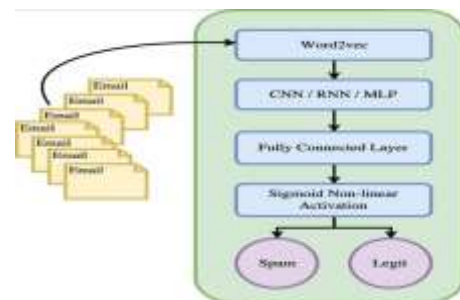 Word2vec
Email
Email
Email
Email
Email
Email
Email
CNN / RNN / MLP
Fully Connected Layer
Sigmoid Non-linear
Activation
Spam
Legit